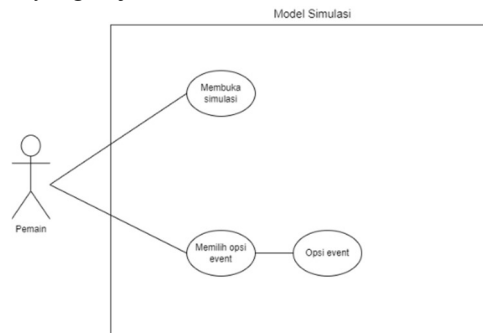 Model Simulasi
Membuka
simulasi
Pemain
Memilih opsi
event
Opsi event